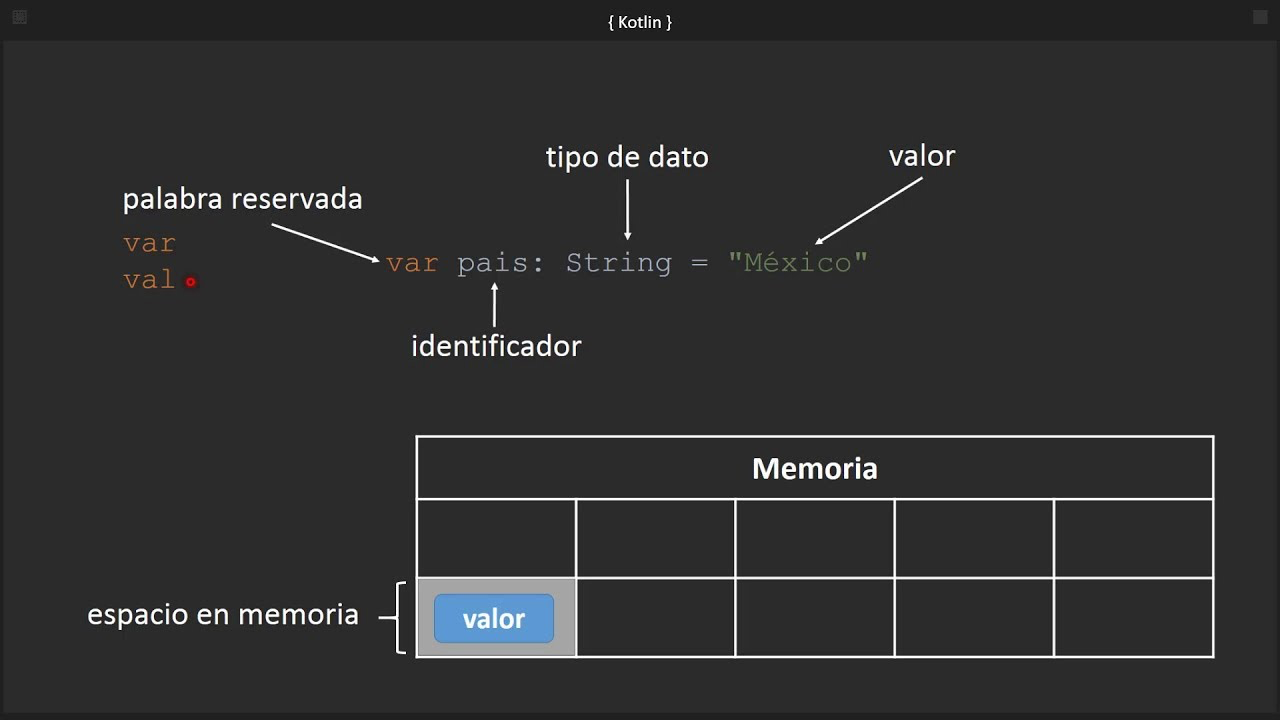 { Kotlin }
tipo de dato
valor
palabra reservada
var
val
var pais: String = "México"
identificador
Memoria
espacio en memoria
valor